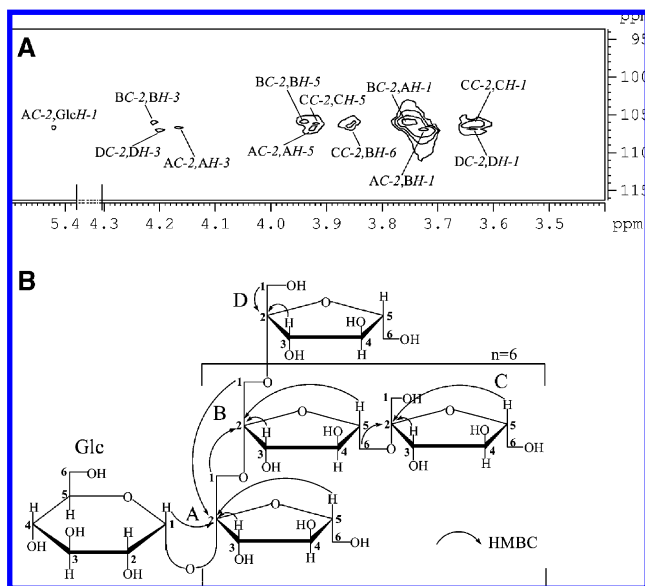 ppm
A
95
100
105
110
115
BC-2,BH-5
BC-2,AH-1
CC-2,CH-1
BC-2,BH-3
CC-2,CH-5
AC-2,GlcH-1
DC-2,DH-3
AC-2,AH-3
AC-2,AH-5
CC-2,BH-6
AC-2,BH-1
DC-2,DH-1
5.4 4.3 4.2 4.1 4.0 3.9 3.8 3.7 3.6 3.5 ppm
B
1 OH
D
O H
2 H HO 5
3 4 6 OH
OH H
n=6
1 O
B H C
1 OH H
2 O 5 2 O 5
H HO H HO
3 4 6 O 3 4 OH
OH H OH H
Glc
6 OH
1 O
5 O H A H
H 2 O 5
4 H 1 H HO
OH H 3 4 6 OH
3 2 OH H
H OH O
HMBC